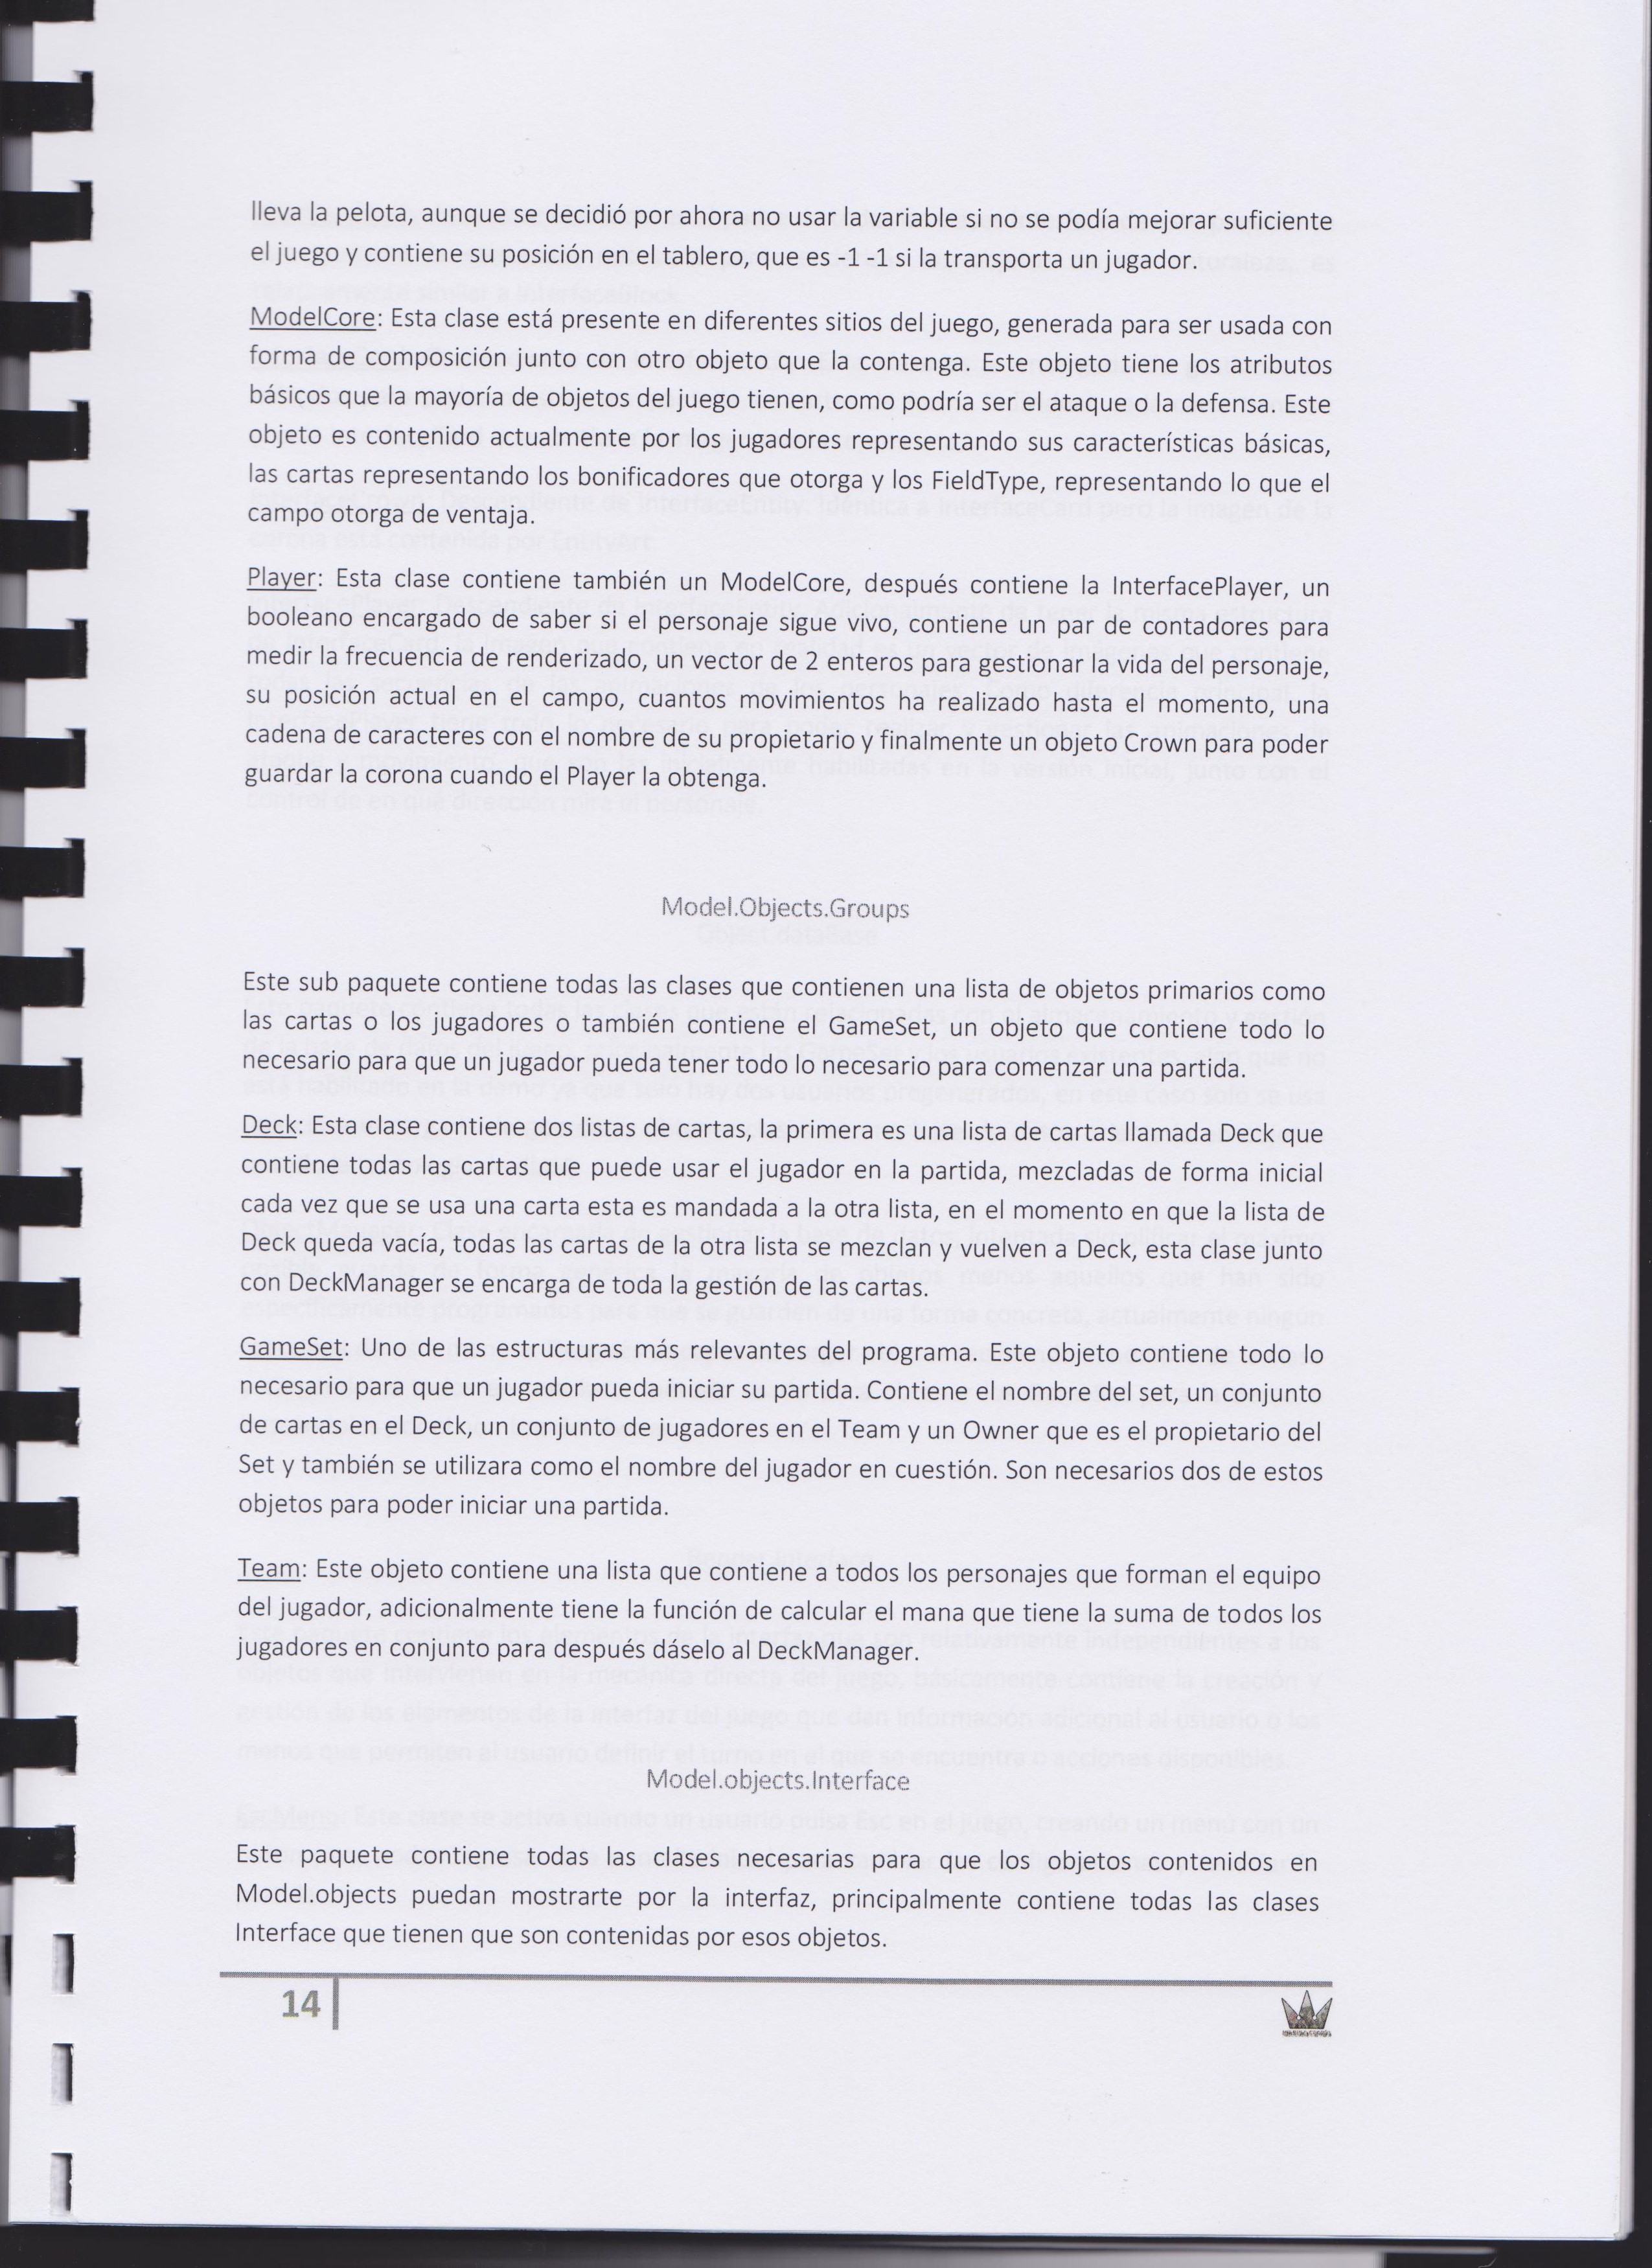 lleva la pelota, aunque se decidió por ahora no usar la variable si no se podía mejorar suficiente
el juego y contiene su posición en el tablero, que es -1 -1 si la transporta un jugador.
ModelCore: Esta clase está presente en diferentes sitios del juego, generada para ser usada con
forma de composición junto con otro objeto que la contenga. Este objeto tiene los atributos
básicos que la mayoría de objetos del juego tienen, como podría ser el ataque o la defensa. Este
objeto es contenido actualmente por los jugadores representando sus características básicas,
las cartas representando los bonificadores que otorga y los FieldType, representando lo que el
campo otorga de ventaja.
Player: Esta clase contiene también un ModelCore, después contiene la InterfacePlayer, un
booleano encargado de saber si el personaje sigue vivo, contiene un par de contadores para
medir la frecuencia de renderizado, un vector de 2 enteros para gestionar la vida del personaje,
su posición actual en el campo, cuantos movimientos ha realizado hasta el momento, una
cadena de caracteres con el nombre de su propietario y finalmente un objeto Crown para poder
guardar la corona cuando el Player la obtenga.
Model.Objects.Groups
Este sub paquete contiene todas las clases que contienen una lista de objetos primarios como
las cartas o los jugadores o también contiene el GameSet, un objeto que contiene todo lo
necesario para que un jugador pueda tener todo lo necesario para comenzar una partida.
Deck: Esta clase contiene dos listas de cartas, la primera es una lista de cartas llamada Deck que
contiene todas las cartas que puede usar el jugador en la partida, mezcladas de forma inicial
cada vez que se usa una carta esta es mandada a la otra lista, en el momento en que la lista de
Deck queda vacía, todas las cartas de la otra lista se mezclan y vuelven a Deck, esta clase junto
con DeckManager se encarga de toda la gestión de las cartas.
GameSet: Uno de las estructuras más relevantes del programa. Este objeto contiene todo lo
necesario para que un jugador pueda iniciar su partida. Contiene el nombre del set, un conjunto
de cartas en el Deck, un conjunto de jugadores en el Team y un Owner que es el propietario del
Set y también se utilizara como el nombre del jugador en cuestión. Son necesarios dos de estos
objetos para poder iniciar una partida.
Team: Este objeto contiene una lista que contiene a todos los personajes que forman el equipo
del jugador, adicionalmente tiene la función de calcular el mana que tiene la suma de todos los
jugadores en conjunto para después dáselo al DeckManager.
Model.objects.Interface
Este paquete contiene todas las clases necesarias para que los objetos contenidos en
Model.objects puedan mostrarte por la interfaz, principalmente contiene todas las clases
Interface que tienen que son contenidas por esos objetos.
14